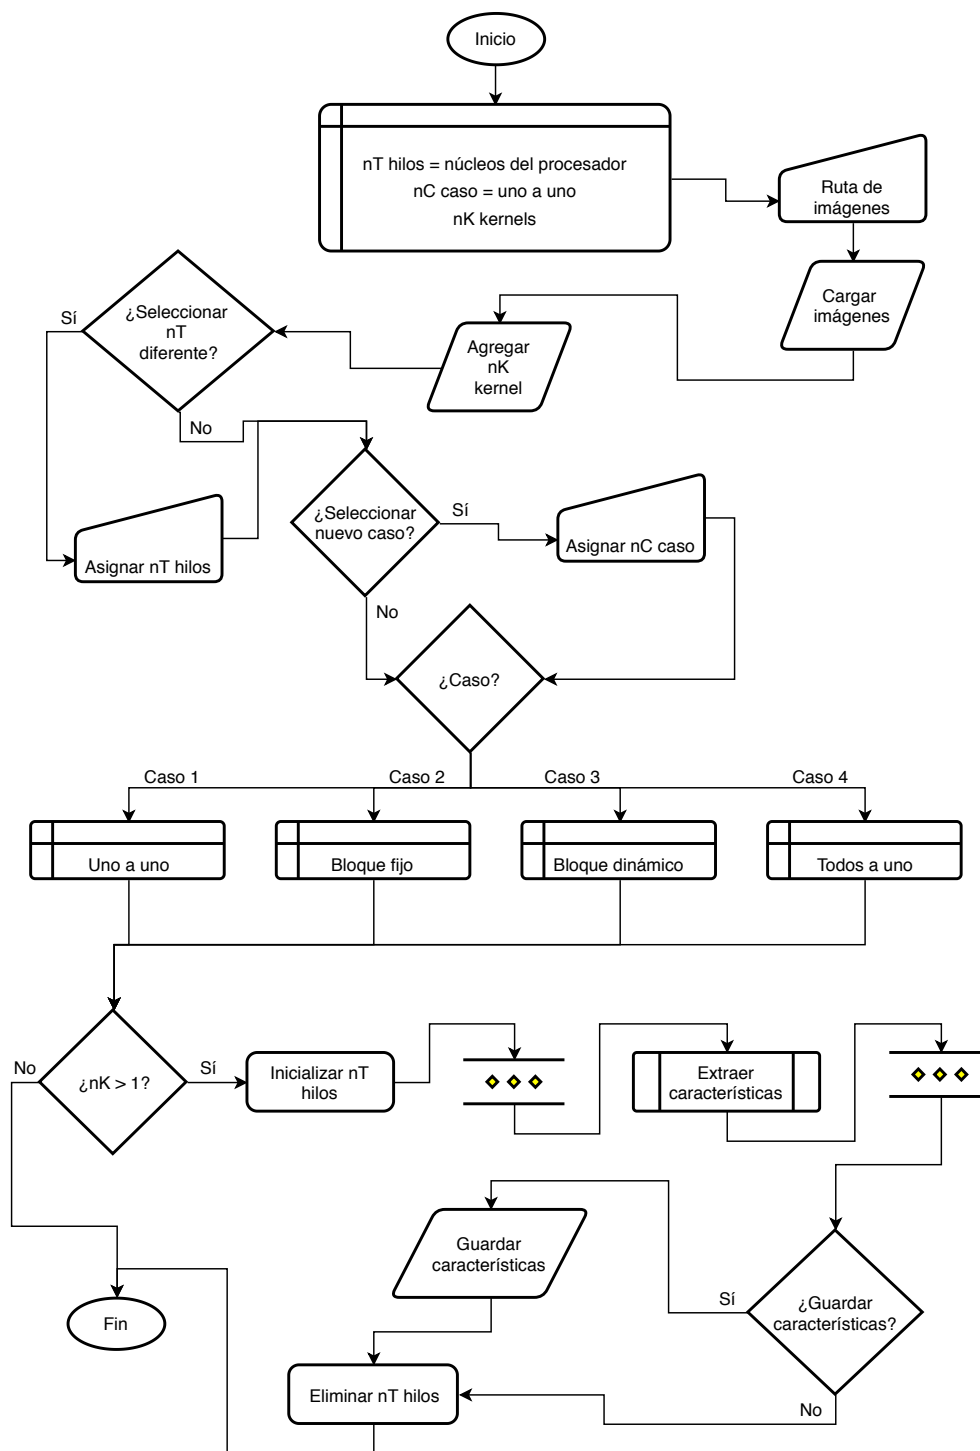 Inicio
nT hilos = núcleos del procesador
nC caso = uno a uno
nK kernels
Ruta de
imágenes
Cargar
imágenes
Agregar
nK
kernel
¿Seleccionar
nT
diferente?
Sí
No
Asignar nT hilos
¿Seleccionar
nuevo caso?
Sí
Asignar nC caso
No
¿Caso?
Caso 1
Caso 2
Caso 3
Caso 4
Uno a uno
Bloque fijo
Bloque dinámico
Todos a uno
No
¿nK > 1?
Sí
Inicializar nT
hilos
Extraer
características
Guardar
características
Sí
¿Guardar
características?
Fin
Eliminar nT hilos
No